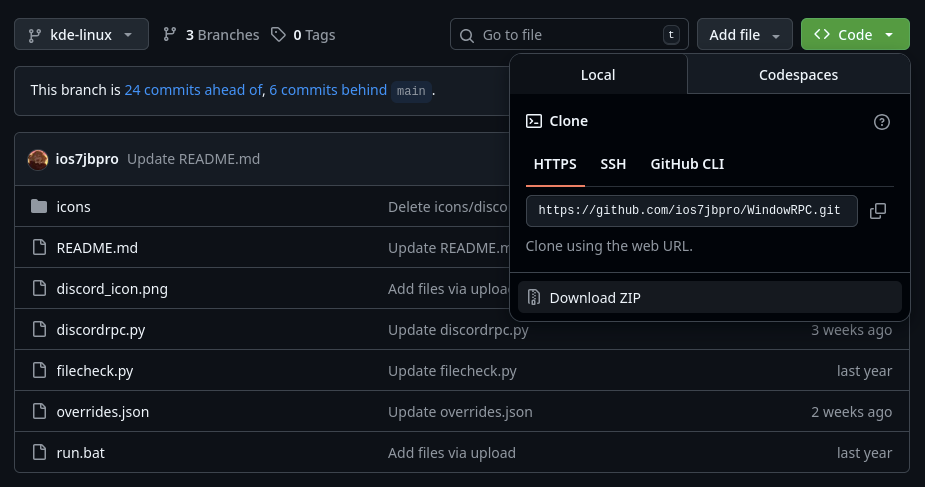 kde-linux
3 Branches
0 Tags
Go to file
t
Add file
Code
Local
Codespaces
This branch is 24 commits ahead of, 6 commits behind main.
Clone
HTTPS
SSH
GitHub CLI
https://github.com/ios7jbpro/WindowRPC.git
Clone using the web URL.
Download ZIP
ios7jbpro Update README.md
icons Delete icons/disco
README.md Update README.m
discord_icon.png Add files via uploa
discordrpc.py Update discordrpc.py 3 weeks ago
filecheck.py Update filecheck.py last year
overrides.json Update overrides.json 2 weeks ago
run.bat Add files via upload last year